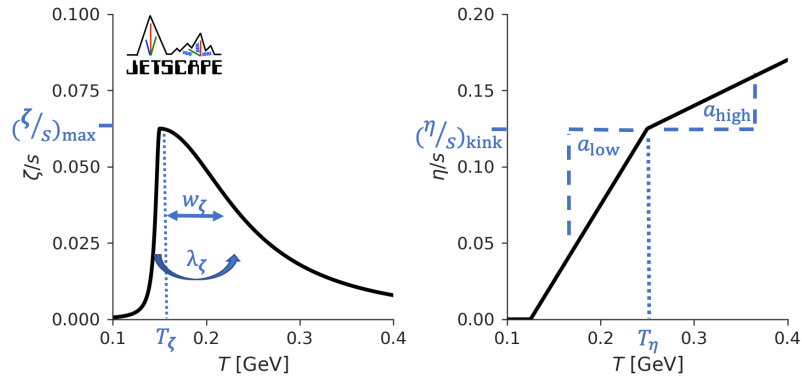 JETSCAPE
0.100
0.075
0.050
0.025
0.000
(ζ/s)max
ζ/s
wζ
λζ
0.1
Tζ
0.2
0.3
0.4
T [GeV]
0.20
0.15
0.10
0.05
0.00
(η/s)kink
η/s
alow
ahigh
0.1
0.2
Tη
0.3
0.4
T [GeV]